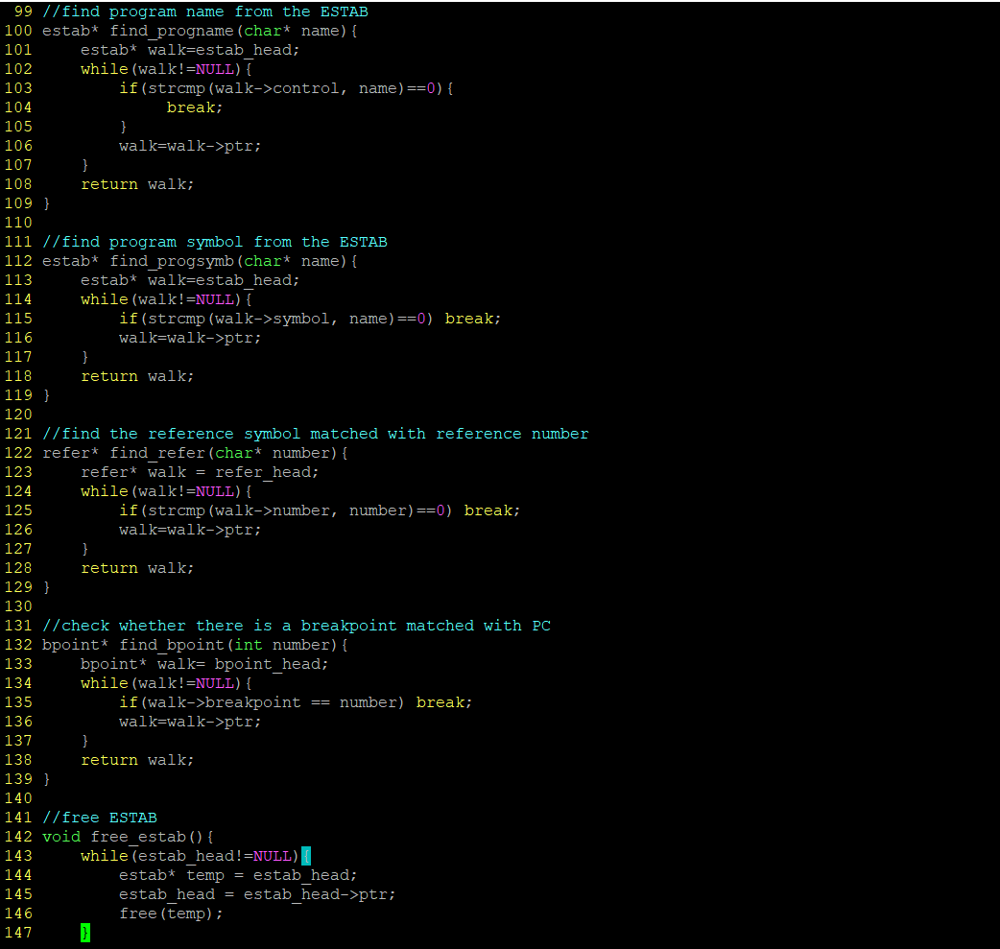 99 //find program name from the ESTAB
100 estab* find_progname(char* name){
101     estab* walk=estab_head;
102     while(walk!=NULL){
103         if(strcmp(walk->control, name)==0){
104              break;
105         }
106         walk=walk->ptr;
107     }
108     return walk;
109 }
110
111 //find program symbol from the ESTAB
112 estab* find_progsymb(char* name){
113     estab* walk=estab_head;
114     while(walk!=NULL){
115         if(strcmp(walk->symbol, name)==0) break;
116         walk=walk->ptr;
117     }
118     return walk;
119 }
120
121 //find the reference symbol matched with reference number
122 refer* find_refer(char* number){
123     refer* walk = refer_head;
124     while(walk!=NULL){
125         if(strcmp(walk->number, number)==0) break;
126         walk=walk->ptr;
127     }
128     return walk;
129 }
130
131 //check whether there is a breakpoint matched with PC
132 bpoint* find_bpoint(int number){
133     bpoint* walk= bpoint_head;
134     while(walk!=NULL){
135         if(walk->breakpoint == number) break;
136         walk=walk->ptr;
137     }
138     return walk;
139 }
140
141 //free ESTAB
142 void free_estab(){
143     while(estab_head!=NULL){
144         estab* temp = estab_head;
145         estab_head = estab_head->ptr;
146         free(temp);
147     }